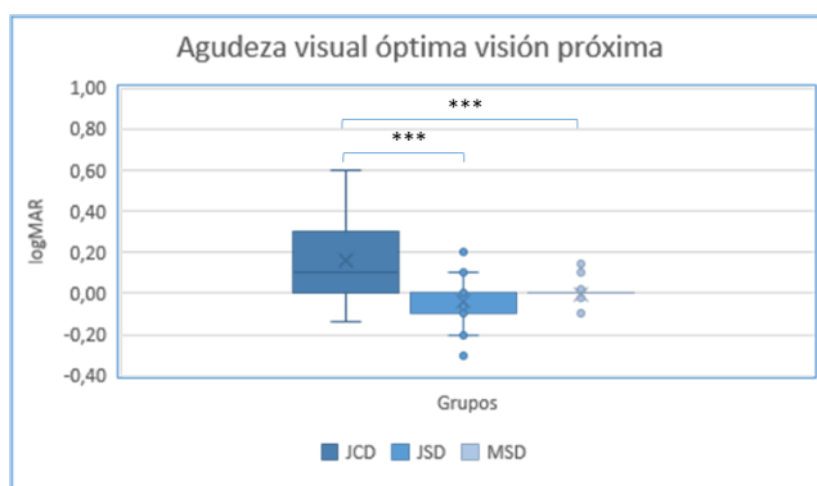 Agudeza visual óptima visión próxima
1,00
0,80
0,60
0,40
0,20
0,00
-0,20
-0,40
logMAR
***
***
Grupos
JCD JSD MSD